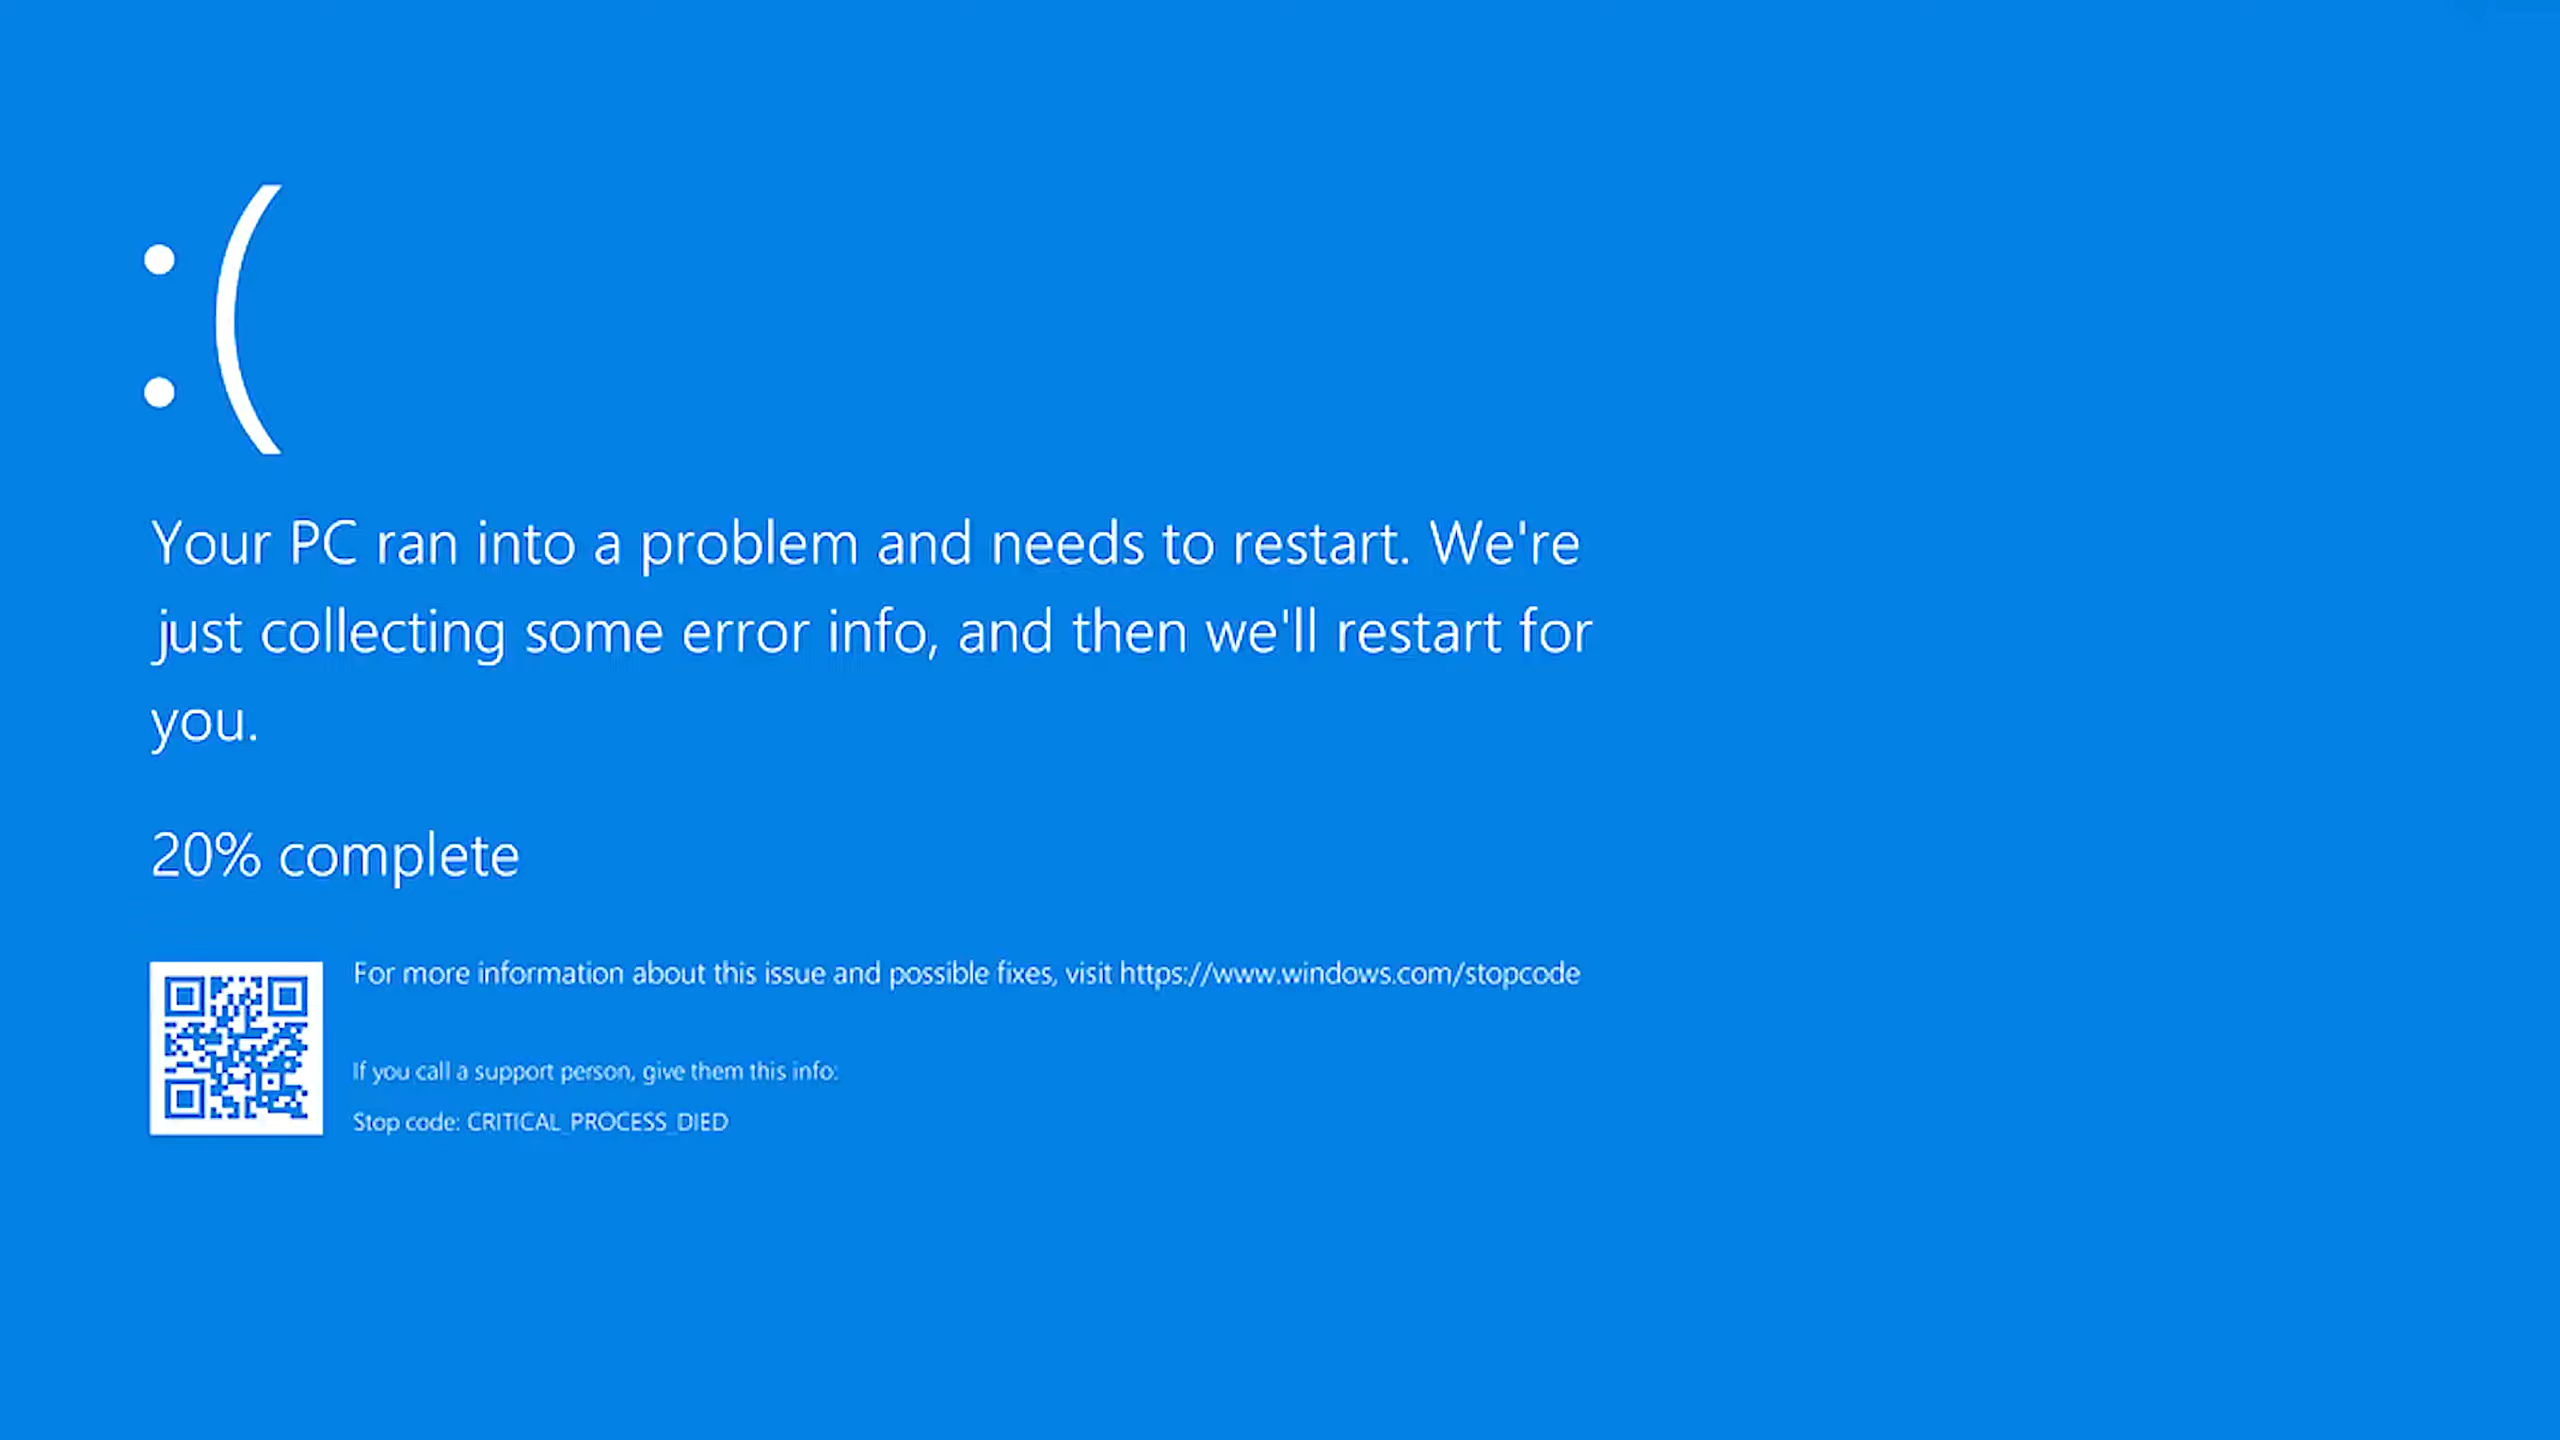 :(
Your PC ran into a problem and needs to restart. We're
just collecting some error info, and then we'll restart for
you.
20% complete
For more information about this issue and possible fixes, visit https://www.windows.com/stopcode
If you call a support person, give them this info:
Stop code: CRITICAL_PROCESS_DIED